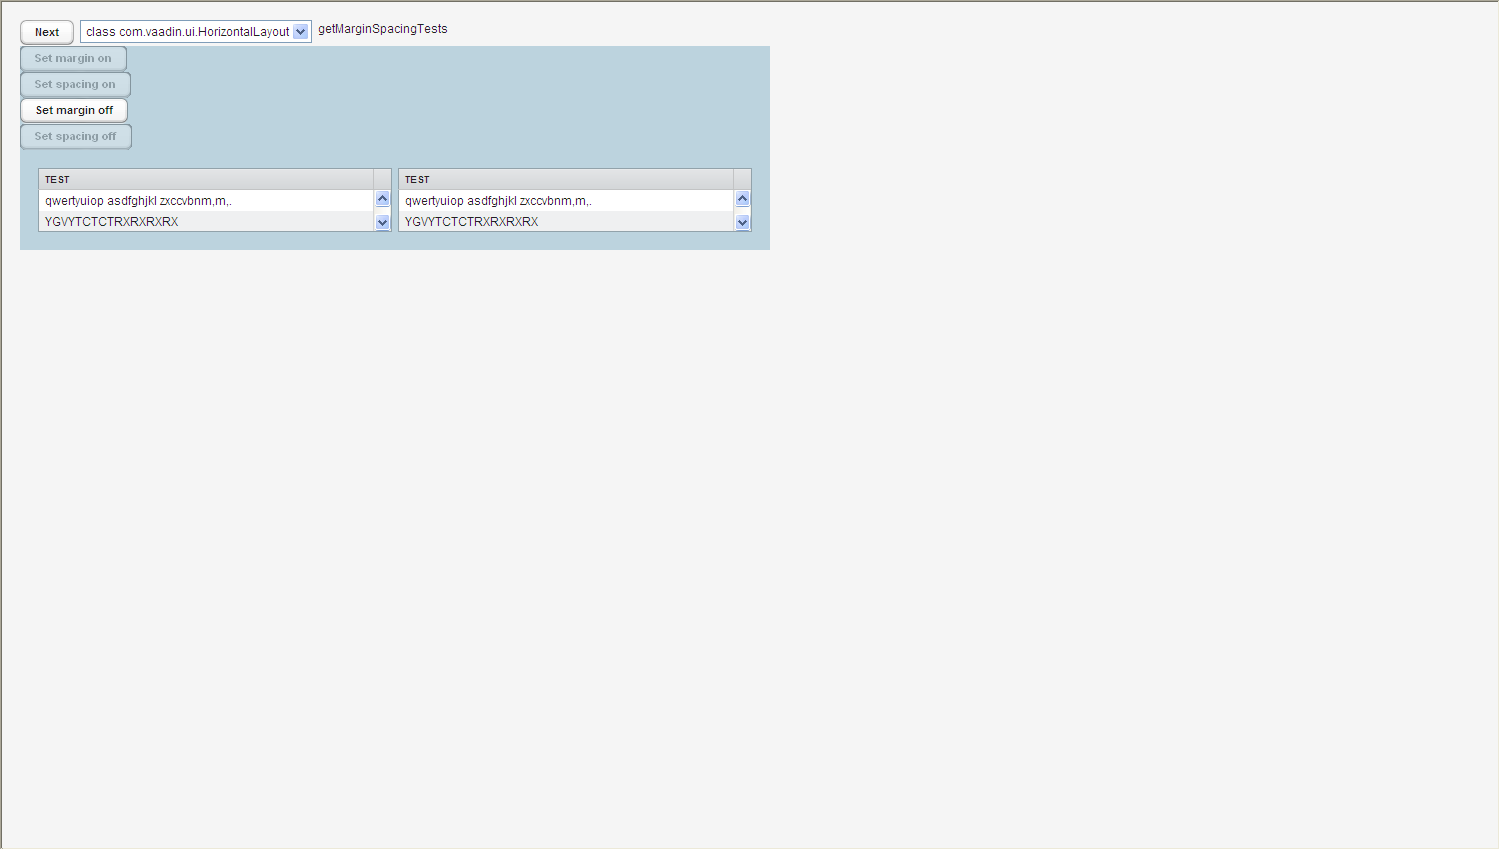 Next class com.vaadin.ui.HorizontalLayout getMarginSpacingTests
Set margin on
Set spacing on
Set margin off
Set spacing off
TEST TEST
qwertyuiop asdfghjkl zxccvbnm,m,. qwertyuiop asdfghjkl zxccvbnm,m,.
YGVYTCTCTRXRXRXRX YGVYTCTCTRXRXRXRX